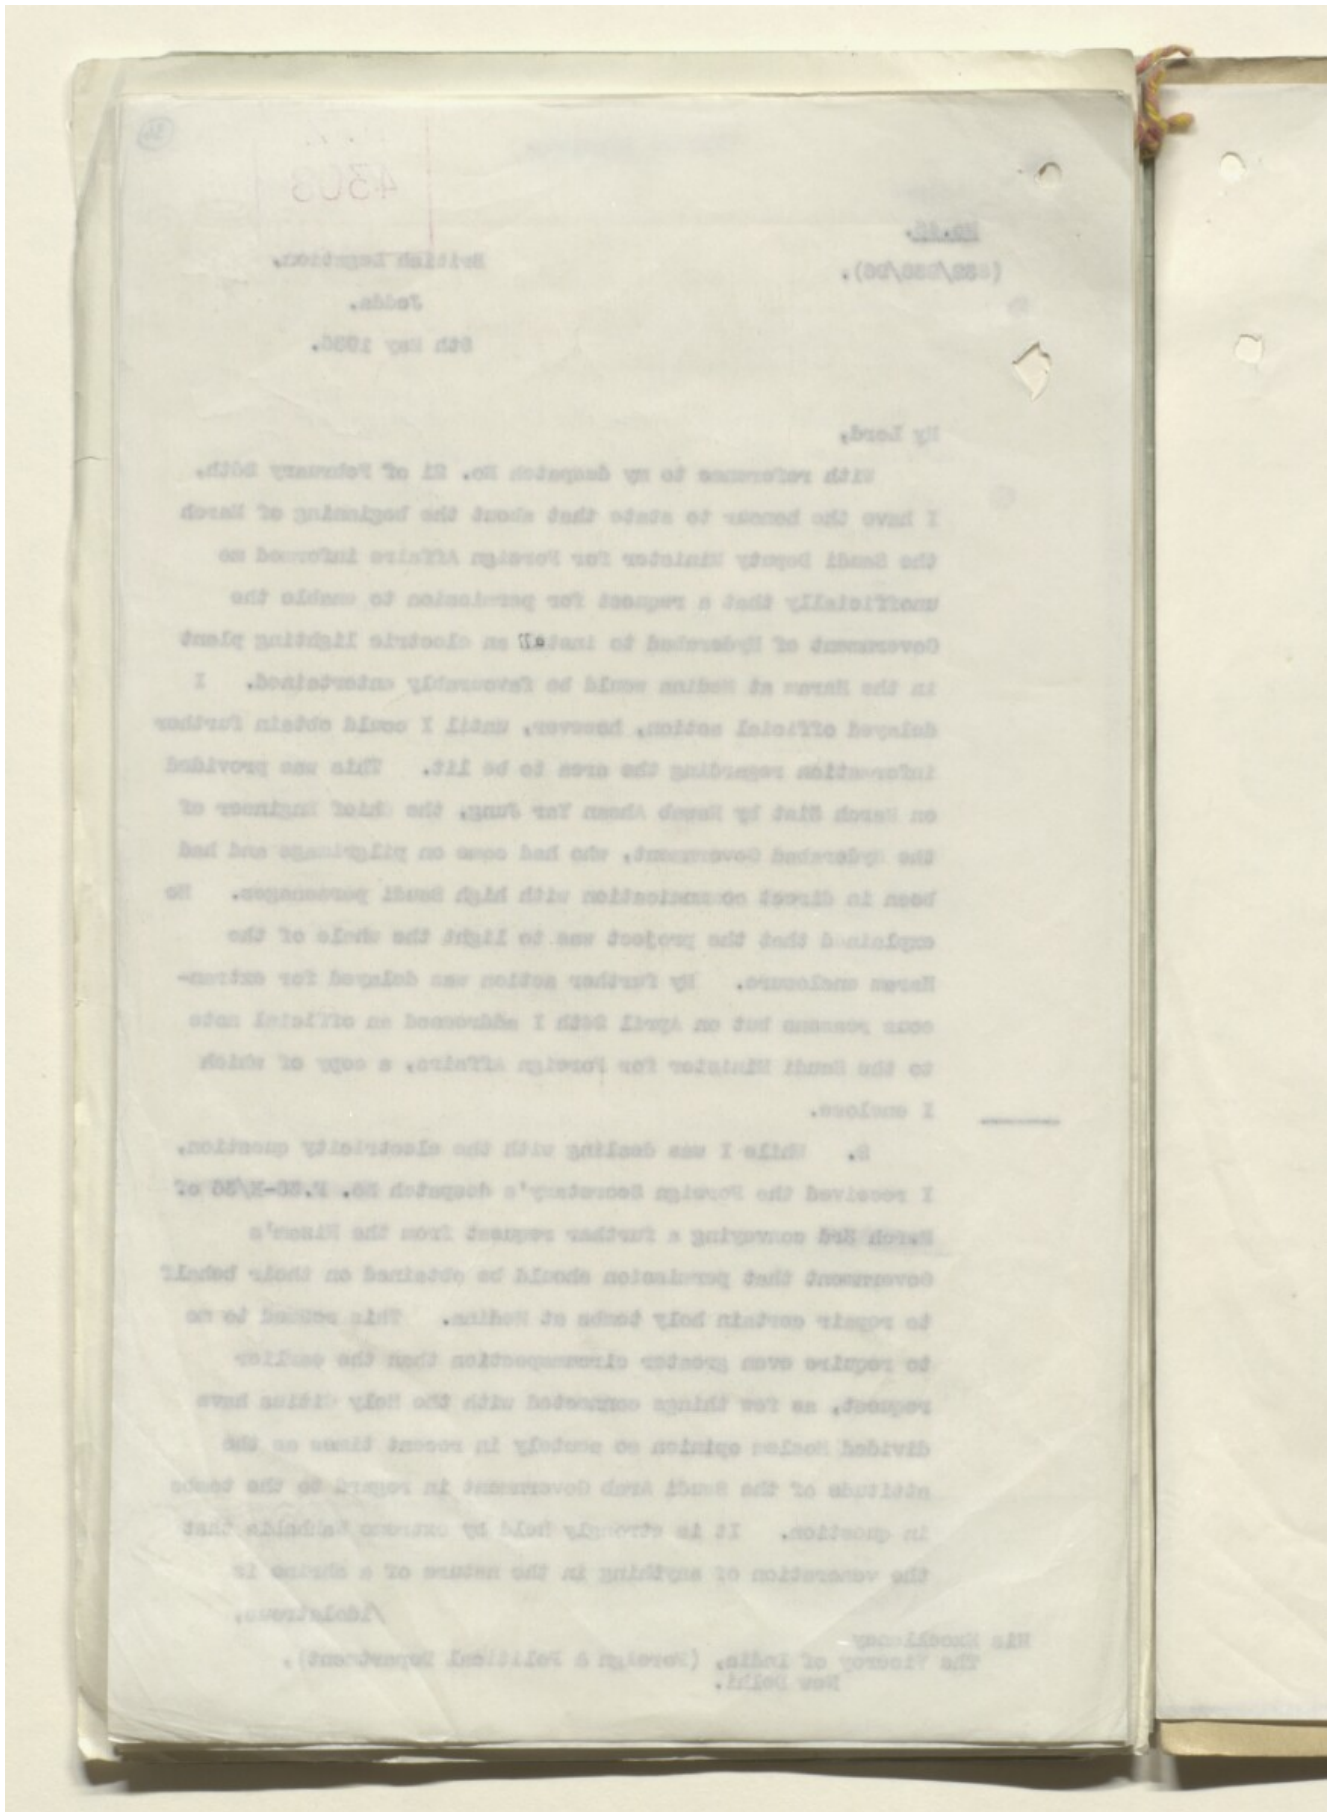 4303
British Legation,
Jedda.
May 1936.
My Lord,
With reference to my despatch No. 21 of February
I have the honour to state that about the beginning of March
the Saudi Deputy Minister for Foreign Affairs informed me
unofficially that a request for permission to enable the
Government of Hyderabad to install an electric lighting plant
in the Haram at Medina would be favourably entertained. I
delayed official action, however, until I could obtain further
information regarding the area to be lit. This was provided
on March 21st by Nawab Ahsan Yar Jung, the Chief Engineer of
the Hyderabad Government, who had come on pilgrimage and had
been in direct communication with high Saudi personages. He
explained that the project was to light the whole of the
Haram enclosure. My further action was delayed for extran-
eous reasons but on April I addressed an official note
to the Saudi Minister for Foreign Affairs, a copy of which
I enclose.
2. While I was dealing with the electricity question,
I received the Foreign Secretary's despatch No. of
March 3rd conveying a further request from the Nizam's
Government that permission should be obtained on their behalf
to repair certain holy tombs at Medina. This seemed to me
to require even greater circumspection than the earlier
request, as few things connected with the Holy Cities have
divided Moslem opinion so acutely in recent times as the
attitude of the Saudi Arab Government in regard to the tombs
in question. It is strongly held by extreme Wahhabis that
the veneration of anything in the nature of a shrine is
/idolatrous,
His Excellency
The Viceroy of India, (Foreign & Political Department),
New Delhi.